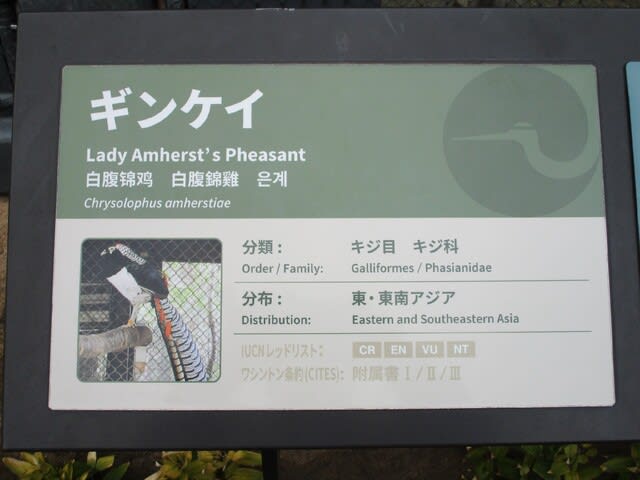 ギンケイ
Lady Amherst's Pheasant
白腹锦鸡　白腹錦雞　은계
Chrysolophus amherstiae
分類：　キジ目　キジ科
Order / Family:　Galliformes / Phasianidae
分布：　東・東南アジア
Distribution:　Eastern and Southeastern Asia
IUCNレッドリスト：　CR EN VU NT
ワシントン条約(CITES)：　附属書 Ⅰ / Ⅱ / Ⅲ